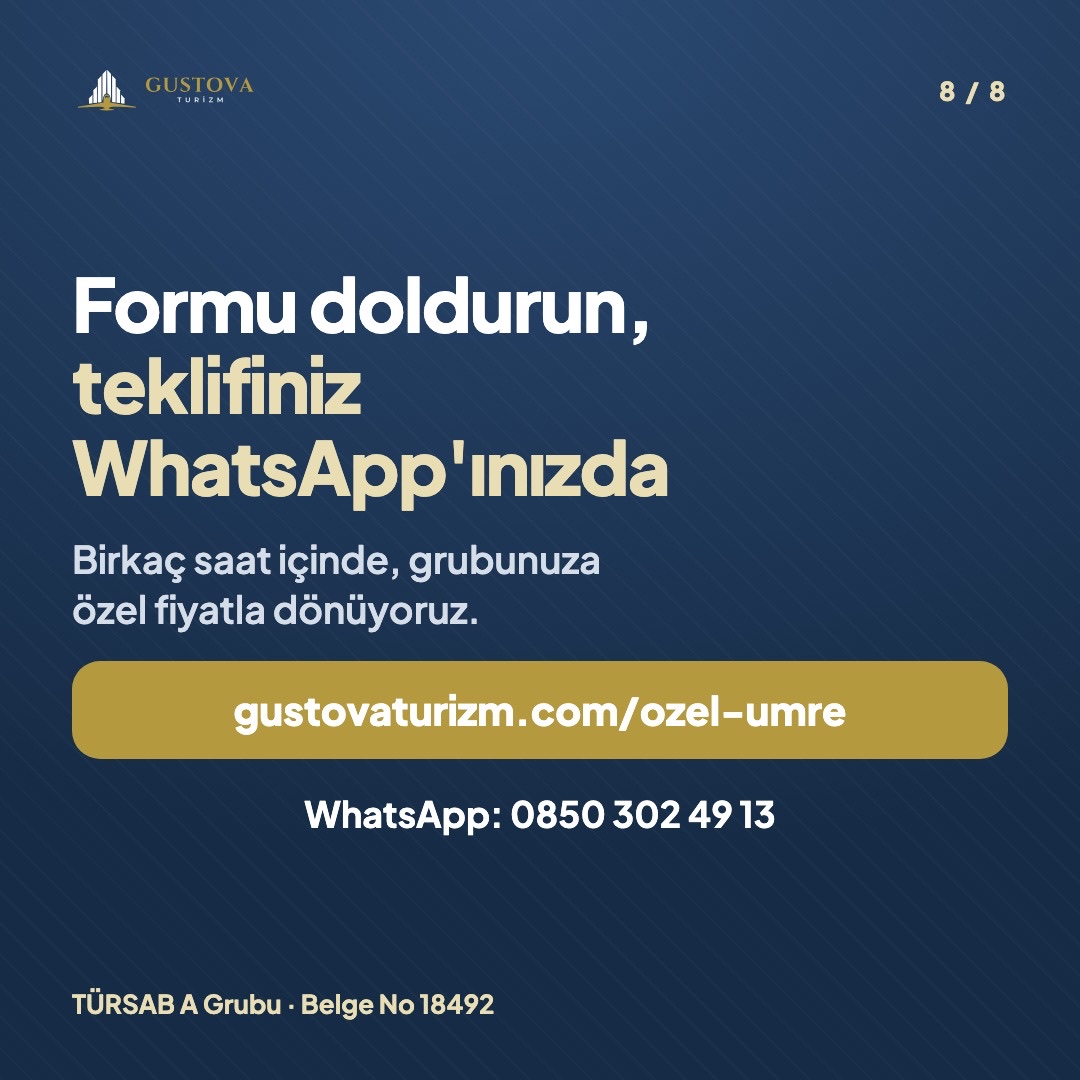 GUSTOVA
TURİZM
8 / 8
Formu doldurun,
teklifiniz
WhatsApp'ınızda
Birkaç saat içinde, grubunuza
özel fiyatla dönüyoruz.
gustovaturizm.com/ozel-umre
WhatsApp: 0850 302 49 13
TÜRSAB A Grubu · Belge No 18492